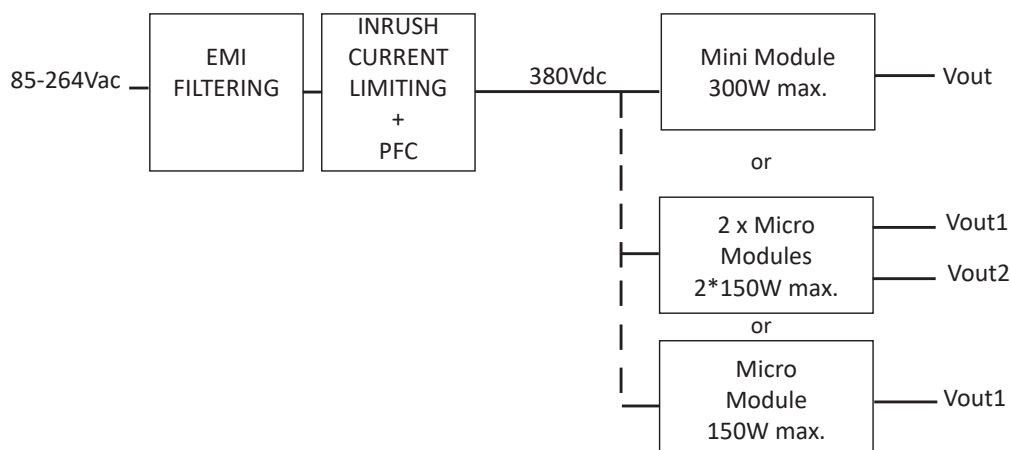 85-264Vac
EMI
FILTERING
INRUSH
CURRENT
LIMITING
+
PFC
380Vdc
Mini Module
300W max.
Vout
or
2 x Micro
Modules
2*150W max.
Vout1
Vout2
or
Micro
Module
150W max.
Vout1